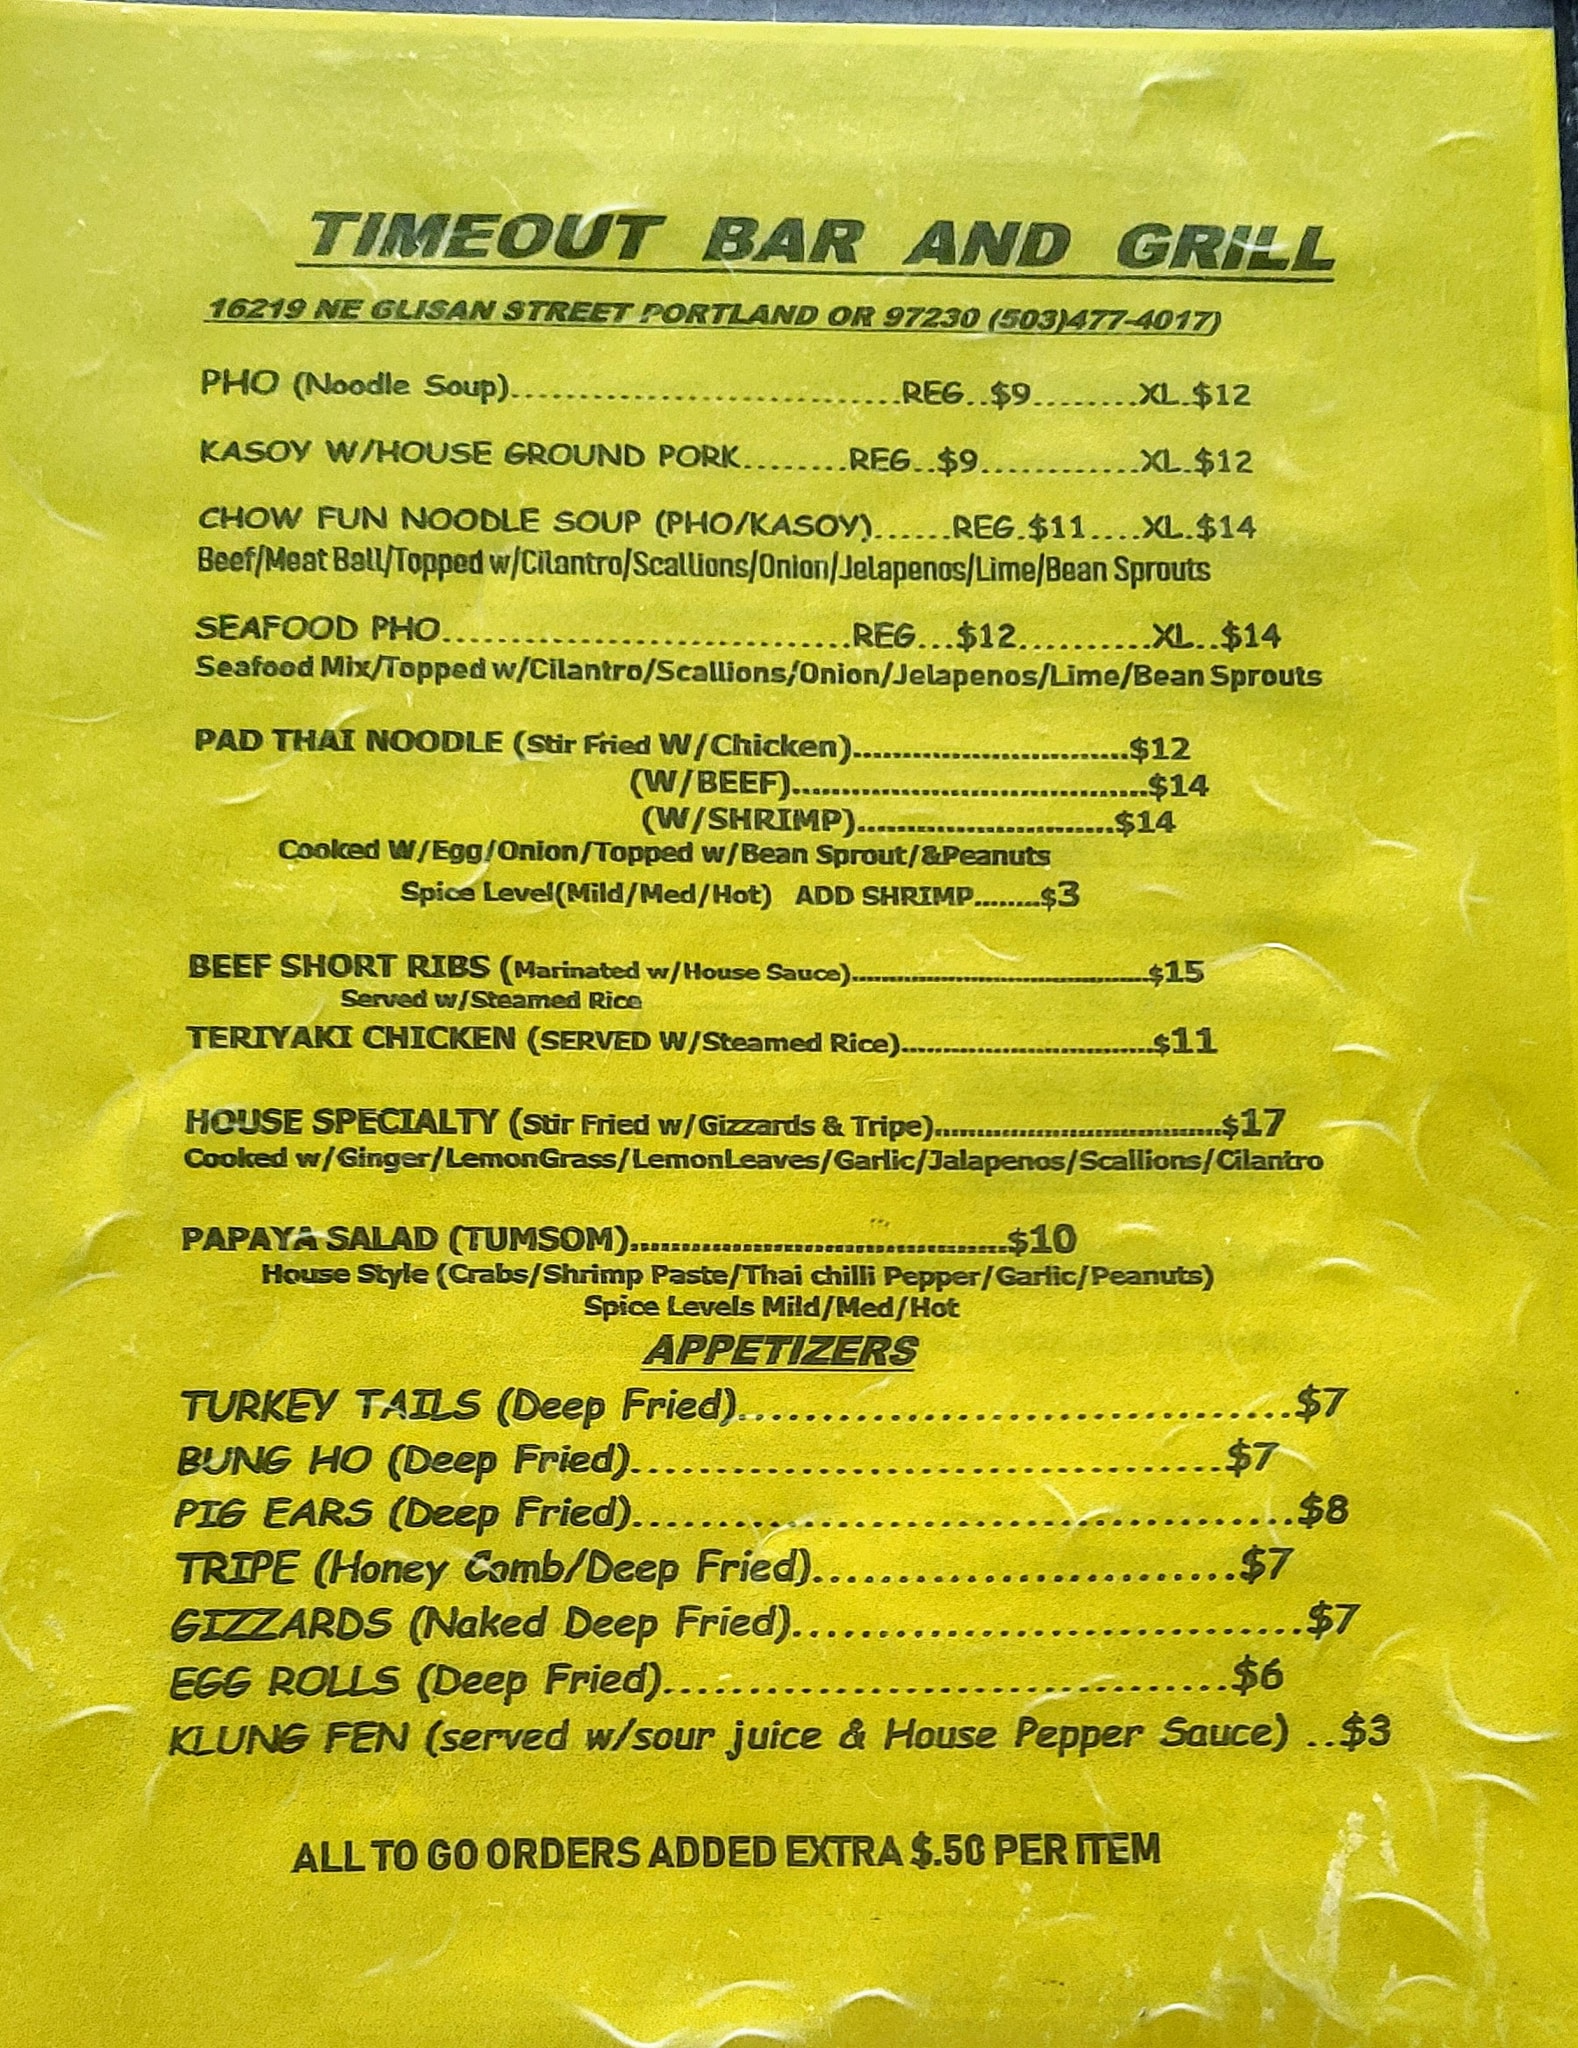 TIMEOUT BAR AND GRILL
16219 NE GLISAN STREET PORTLAND OR 97230 (503)477-4017)
PHO (Noodle Soup)..............................REG..$9.........XL.$12
KASOY W/HOUSE GROUND PORK........REG..$9............XL.$12
CHOW FUN NOODLE SOUP (PHO/KASOY)......REG.$11....XL.$14
Beef/Meat Ball/Topped w/Cilantro/Scallions/Onion/Jelapenos/Lime/Bean Sprouts
SEAFOOD PHO...............................REG...$12..........XL..$14
Seafood Mix/Topped w/Cilantro/Scallions/Onion/Jelapenos/Lime/Bean Sprouts
PAD THAI NOODLE (Stir Fried W/Chicken)............................$12
(W/BEEF)....................................$14
(W/SHRIMP)..........................$14
Cooked W/Egg/Onion/Topped w/Bean Sprout/&Peanuts
Spice Level(Mild/Med/Hot) ADD SHRIMP........$3
BEEF SHORT RIBS (Marinated w/House Sauce)....................................$15
Served w/Steamed Rice
TERIYAKI CHICKEN (SERVED W/Steamed Rice)..............................$11
HOUSE SPECIALTY (Stir Fried w/Gizzards & Tripe)...................................$17
Cooked w/Ginger/LemonGrass/LemonLeaves/Garlic/Jalapenos/Scallions/Cilantro
PAPAYA SALAD (TUMSOM).......................................$10
House Style (Crabs/Shrimp Paste/Thai chilli Pepper/Garlic/Peanuts)
Spice Levels Mild/Med/Hot
APPETIZERS
TURKEY TAILS (Deep Fried)..................................$7
BUNG HO (Deep Fried)....................................$7
PIG EARS (Deep Fried)........................................$8
TRIPE (Honey Comb/Deep Fried)..........................$7
GIZZARDS (Naked Deep Fried)...............................$7
EGG ROLLS (Deep Fried)..................................$6
KLUNG FEN (served w/sour juice & House Pepper Sauce) ..$3
ALL TO GO ORDERS ADDED EXTRA $.50 PER ITEM